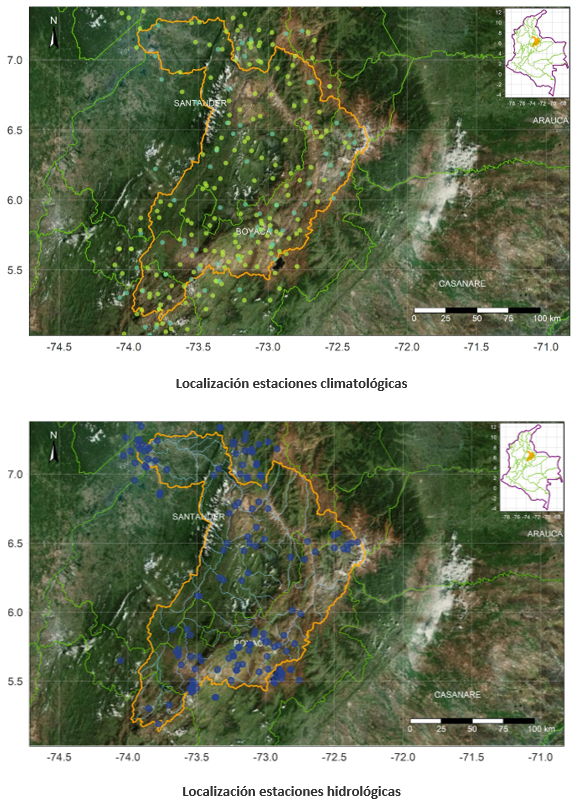 N
7.0
6.5
6.0
5.5
SANTANDER
ARAUCA
BOYACÁ
CASANARE
12
10
8
6
4
2
0
-2
-4
-78 -76 -74 -72 -70 -68
0 25 50 75 100 km
-74.5 -74.0 -73.5 -73.0 -72.5 -72.0 -71.5 -71.0
Localización estaciones climatológicas
N
7.0
6.5
6.0
5.5
SANTANDER
ARAUCA
CASANARE
12
10
8
6
4
2
0
-2
-4
-78 -76 -74 -72 -70 -68
0 25 50 75 100 km
-74.5 -74.0 -73.5 -73.0 -72.5 -72.0 -71.5 -71.0
Localización estaciones hidrológicas